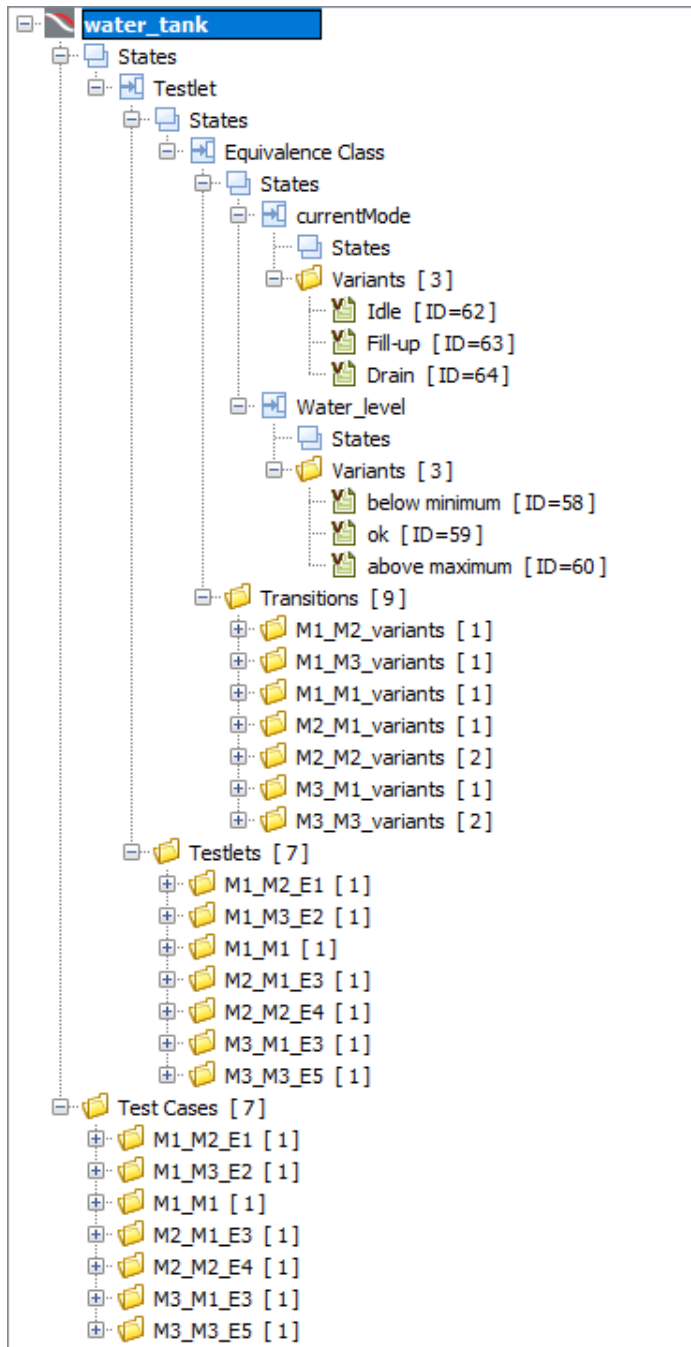 water_tank
States
Testlet
States
Equivalence Class
States
currentMode
States
Variants [ 3 ]
Idle [ ID=62 ]
Fill-up [ ID=63 ]
Drain [ ID=64 ]
Water_level
States
Variants [ 3 ]
below minimum [ ID=58 ]
ok [ ID=59 ]
above maximum [ ID=60 ]
Transitions [ 9 ]
M1_M2_variants [ 1 ]
M1_M3_variants [ 1 ]
M1_M1_variants [ 1 ]
M2_M1_variants [ 1 ]
M2_M2_variants [ 2 ]
M3_M1_variants [ 1 ]
M3_M3_variants [ 2 ]
Testlets [ 7 ]
M1_M2_E1 [ 1 ]
M1_M3_E2 [ 1 ]
M1_M1 [ 1 ]
M2_M1_E3 [ 1 ]
M2_M2_E4 [ 1 ]
M3_M1_E3 [ 1 ]
M3_M3_E5 [ 1 ]
Test Cases [ 7 ]
M1_M2_E1 [ 1 ]
M1_M3_E2 [ 1 ]
M1_M1 [ 1 ]
M2_M1_E3 [ 1 ]
M2_M2_E4 [ 1 ]
M3_M1_E3 [ 1 ]
M3_M3_E5 [ 1 ]